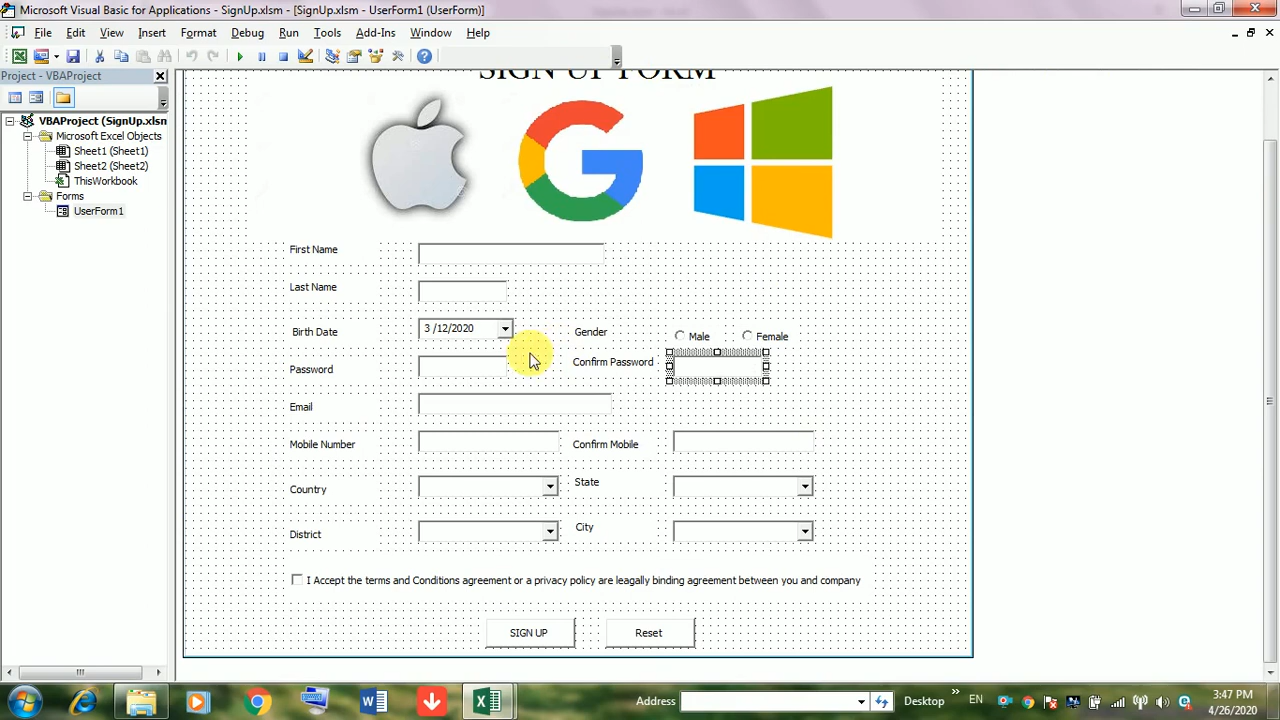 Microsoft Visual Basic for Applications - SignUp.xlsm - [SignUp.xlsm - UserForm1 (UserForm)]
File Edit View Insert Format Debug Run Tools Add-Ins Window Help
Project - VBAProject
VBAProject (SignUp.xlsm
Microsoft Excel Objects
Sheet1 (Sheet1)
Sheet2 (Sheet2)
ThisWorkbook
Forms
UserForm1
SIGN UP FORM
First Name
Last Name
Birth Date 3 /12/2020 Gender Male Female
Password Confirm Password
Email
Mobile Number Confirm Mobile
Country State
District City
I Accept the terms and Conditions agreement or a privacy policy are leagally binding agreement between you and company
SIGN UP Reset
Address Desktop » EN 3:47 PM
4/26/2020